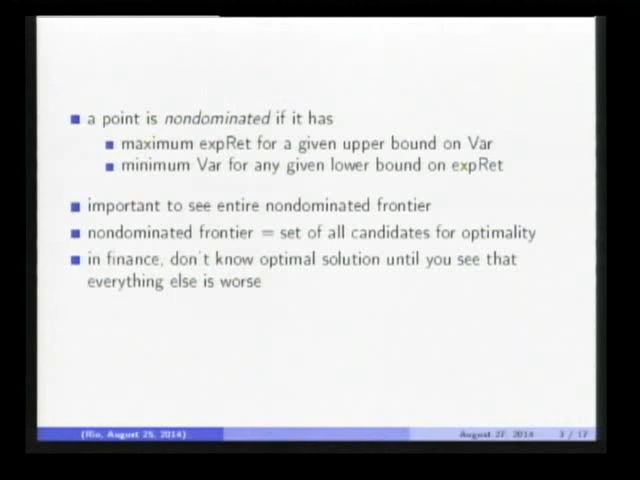 a point is nondominated if it has
maximum expRet for a given upper bound on Var
minimum Var for any given lower bound on expRet
important to see entire nondominated frontier
nondominated frontier = set of all candidates for optimality
in finance, don't know optimal solution until you see that
everything else is worse
(Rio, August 25, 2014)
August 27, 2014 3 / 17